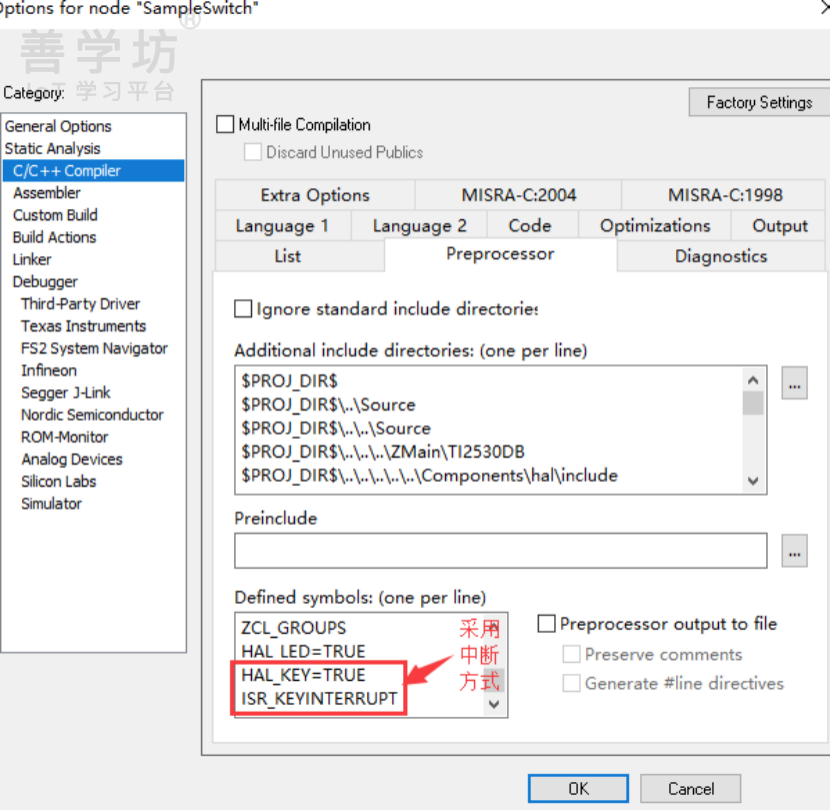 Options for node "SampleSwitch"
善学坊®
IoT 学习平台
Category:
General Options
Static Analysis
C/C++ Compiler
Assembler
Custom Build
Build Actions
Linker
Debugger
Third-Party Driver
Texas Instruments
FS2 System Navigator
Infineon
Segger J-Link
Nordic Semiconductor
ROM-Monitor
Analog Devices
Silicon Labs
Simulator
Factory Settings
Multi-file Compilation
Discard Unused Publics
Extra Options MISRA-C:2004 MISRA-C:1998
Language 1 Language 2 Code Optimizations Output
List Preprocessor Diagnostics
Ignore standard include directories
Additional include directories: (one per line)
$PROJ_DIR$
$PROJ_DIR$\..\Source
$PROJ_DIR$\..\..\Source
$PROJ_DIR$\..\..\..\ZMain\TI2530DB
$PROJ_DIR$\..\..\..\..\..\Components\hal\include
...
Preinclude
...
Defined symbols: (one per line)
ZCL_GROUPS
HAL_LED=TRUE
HAL_KEY=TRUE
ISR_KEYINTERRUPT
采用
中断
方式
Preprocessor output to file
Preserve comments
Generate #line directives
OK Cancel